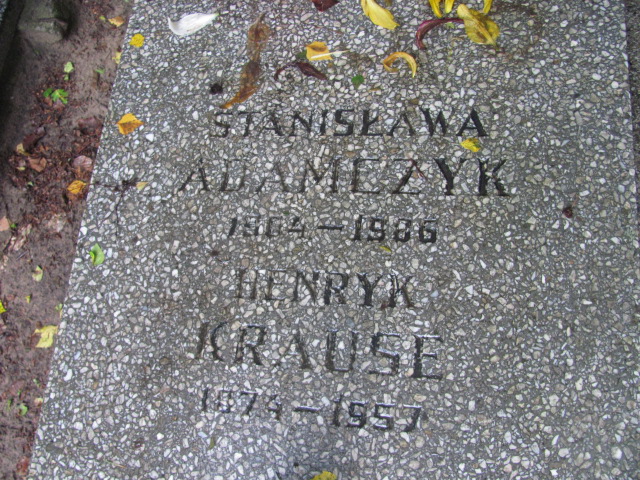 STANISŁAWA
ADAMCZYK
1904-1986
HENRYK
KRAUSE
1874-1957